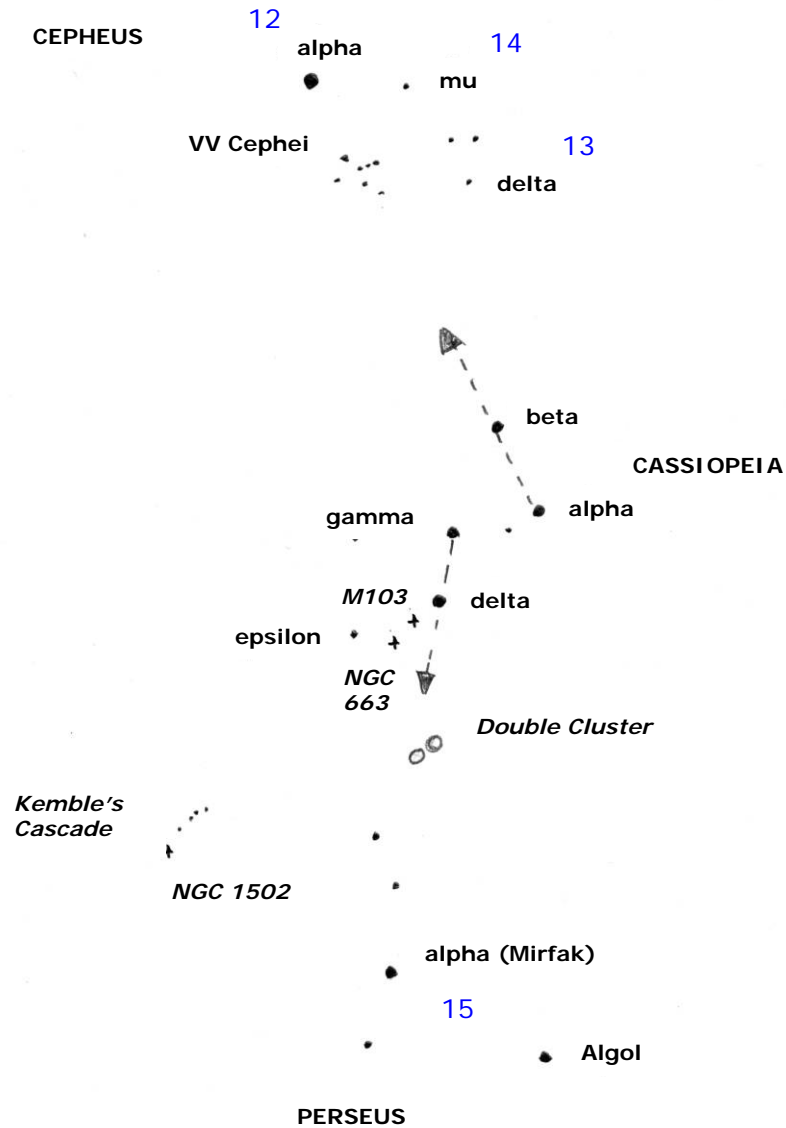 12
CEPHEUS
alpha
14
mu
VV Cephei
13
delta
beta
CASSIOPEIA
alpha
gamma
M103
delta
epsilon
NGC
663
Double Cluster
Kemble's
Cascade
NGC 1502
alpha (Mirfak)
15
Algol
PERSEUS